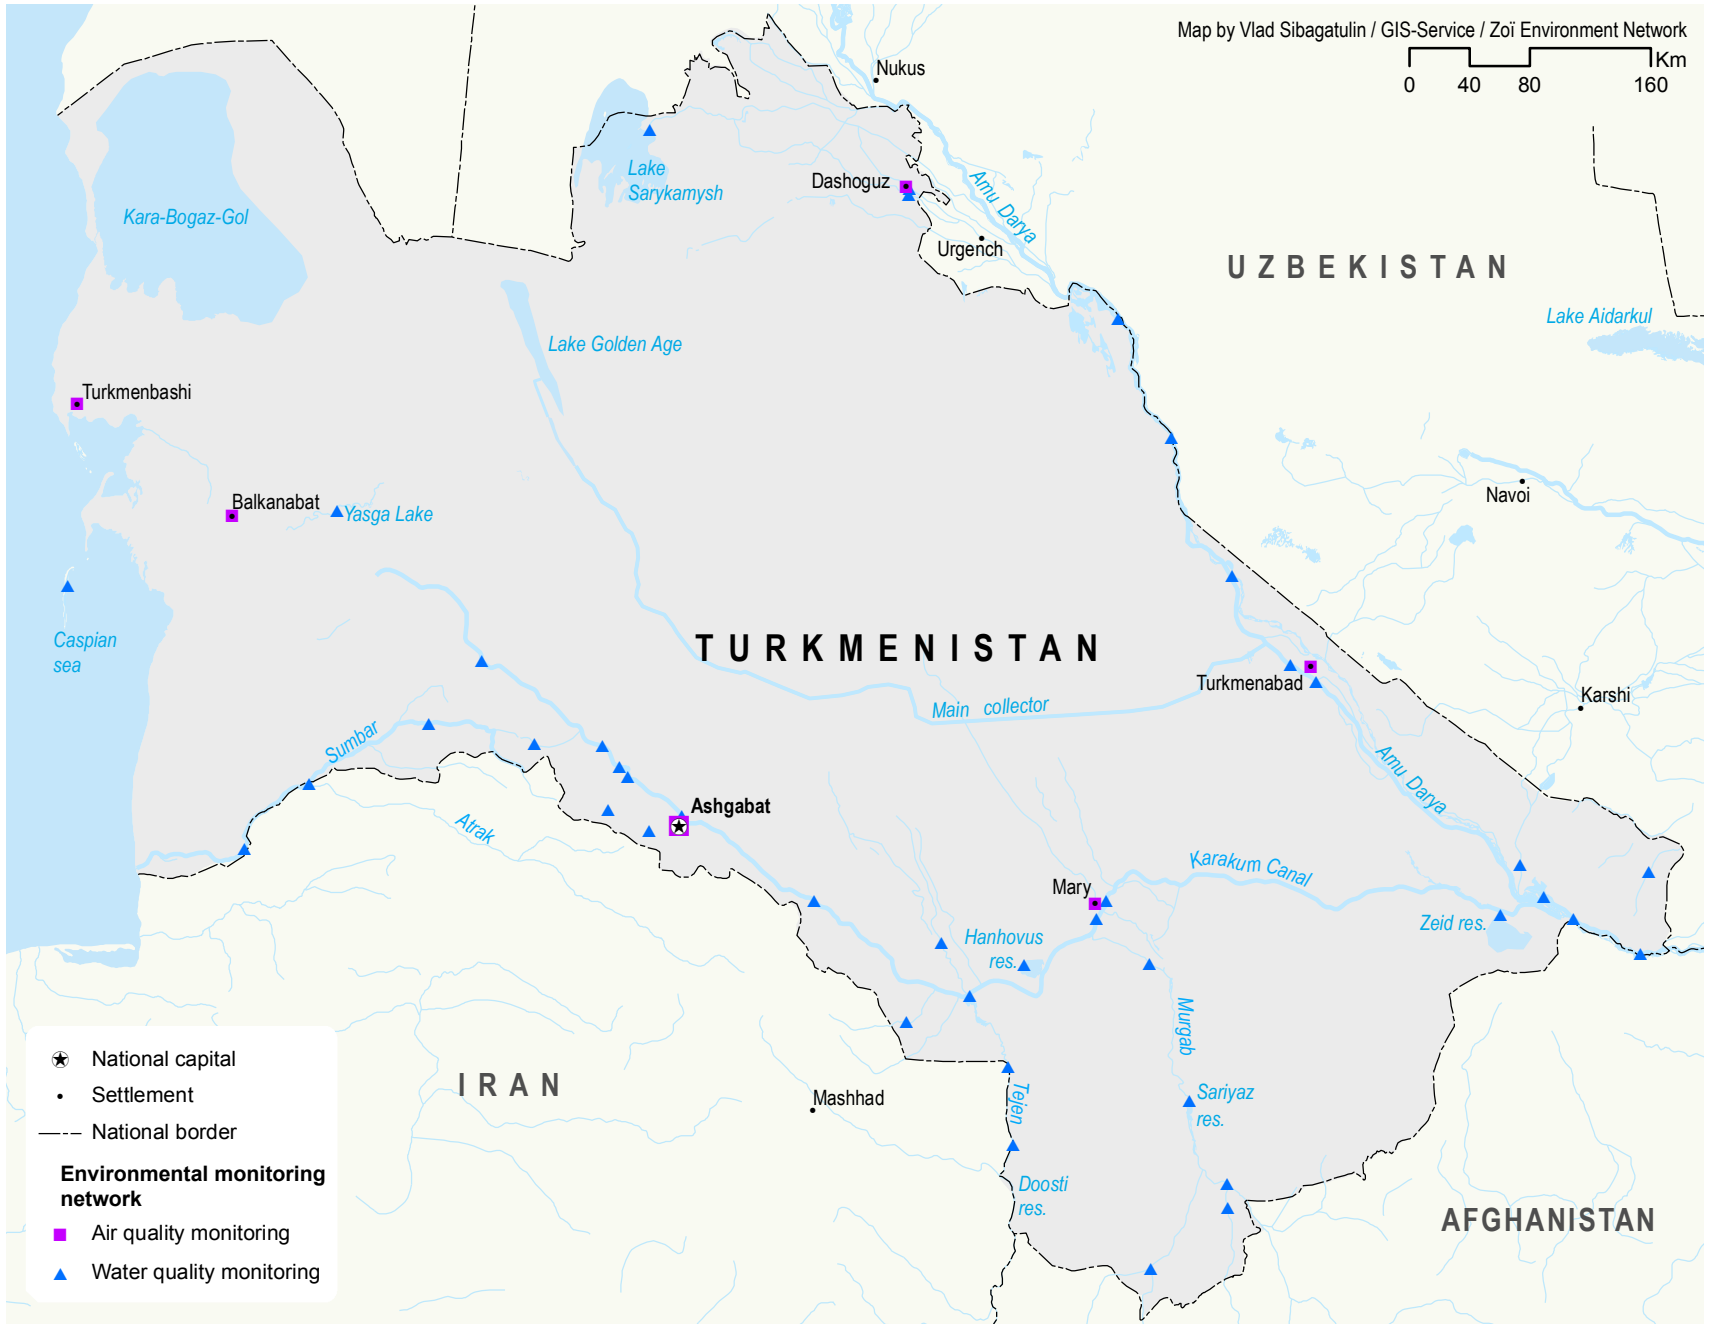 Map by Vlad Sibagatulin / GIS-Service / Zoï Environment Network
Km
0 40 80 160
Nukus
Lake
Sarykamysh
Dashoguz
Amu Darya
Kara-Bogaz-Gol
Urgench
UZBEKISTAN
Lake Aidarkul
Lake Golden Age
Turkmenbashi
Balkanabat
Yasga Lake
Navoi
Caspian
sea
TURKMENISTAN
Turkmenabad
Karshi
Main collector
Sumbar
Amu Darya
Ashgabat
Atrak
Karakum Canal
Mary
Zeid res.
Hanhovus
res.
Murgab
IRAN
Mashhad
Tejen
Sariyaz
res.
Doosti
res.
AFGHANISTAN
National capital
Settlement
National border
Environmental monitoring
network
Air quality monitoring
Water quality monitoring